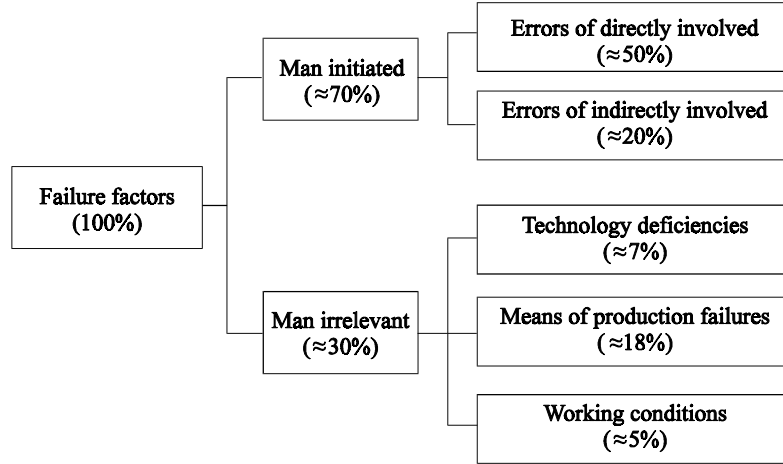 Failure factors
(100%)
Man initiated
(≈70%)
Errors of directly involved
(≈50%)
Errors of indirectly involved
(≈20%)
Man irrelevant
(≈30%)
Technology deficiencies
(≈7%)
Means of production failures
(≈18%)
Working conditions
(≈5%)